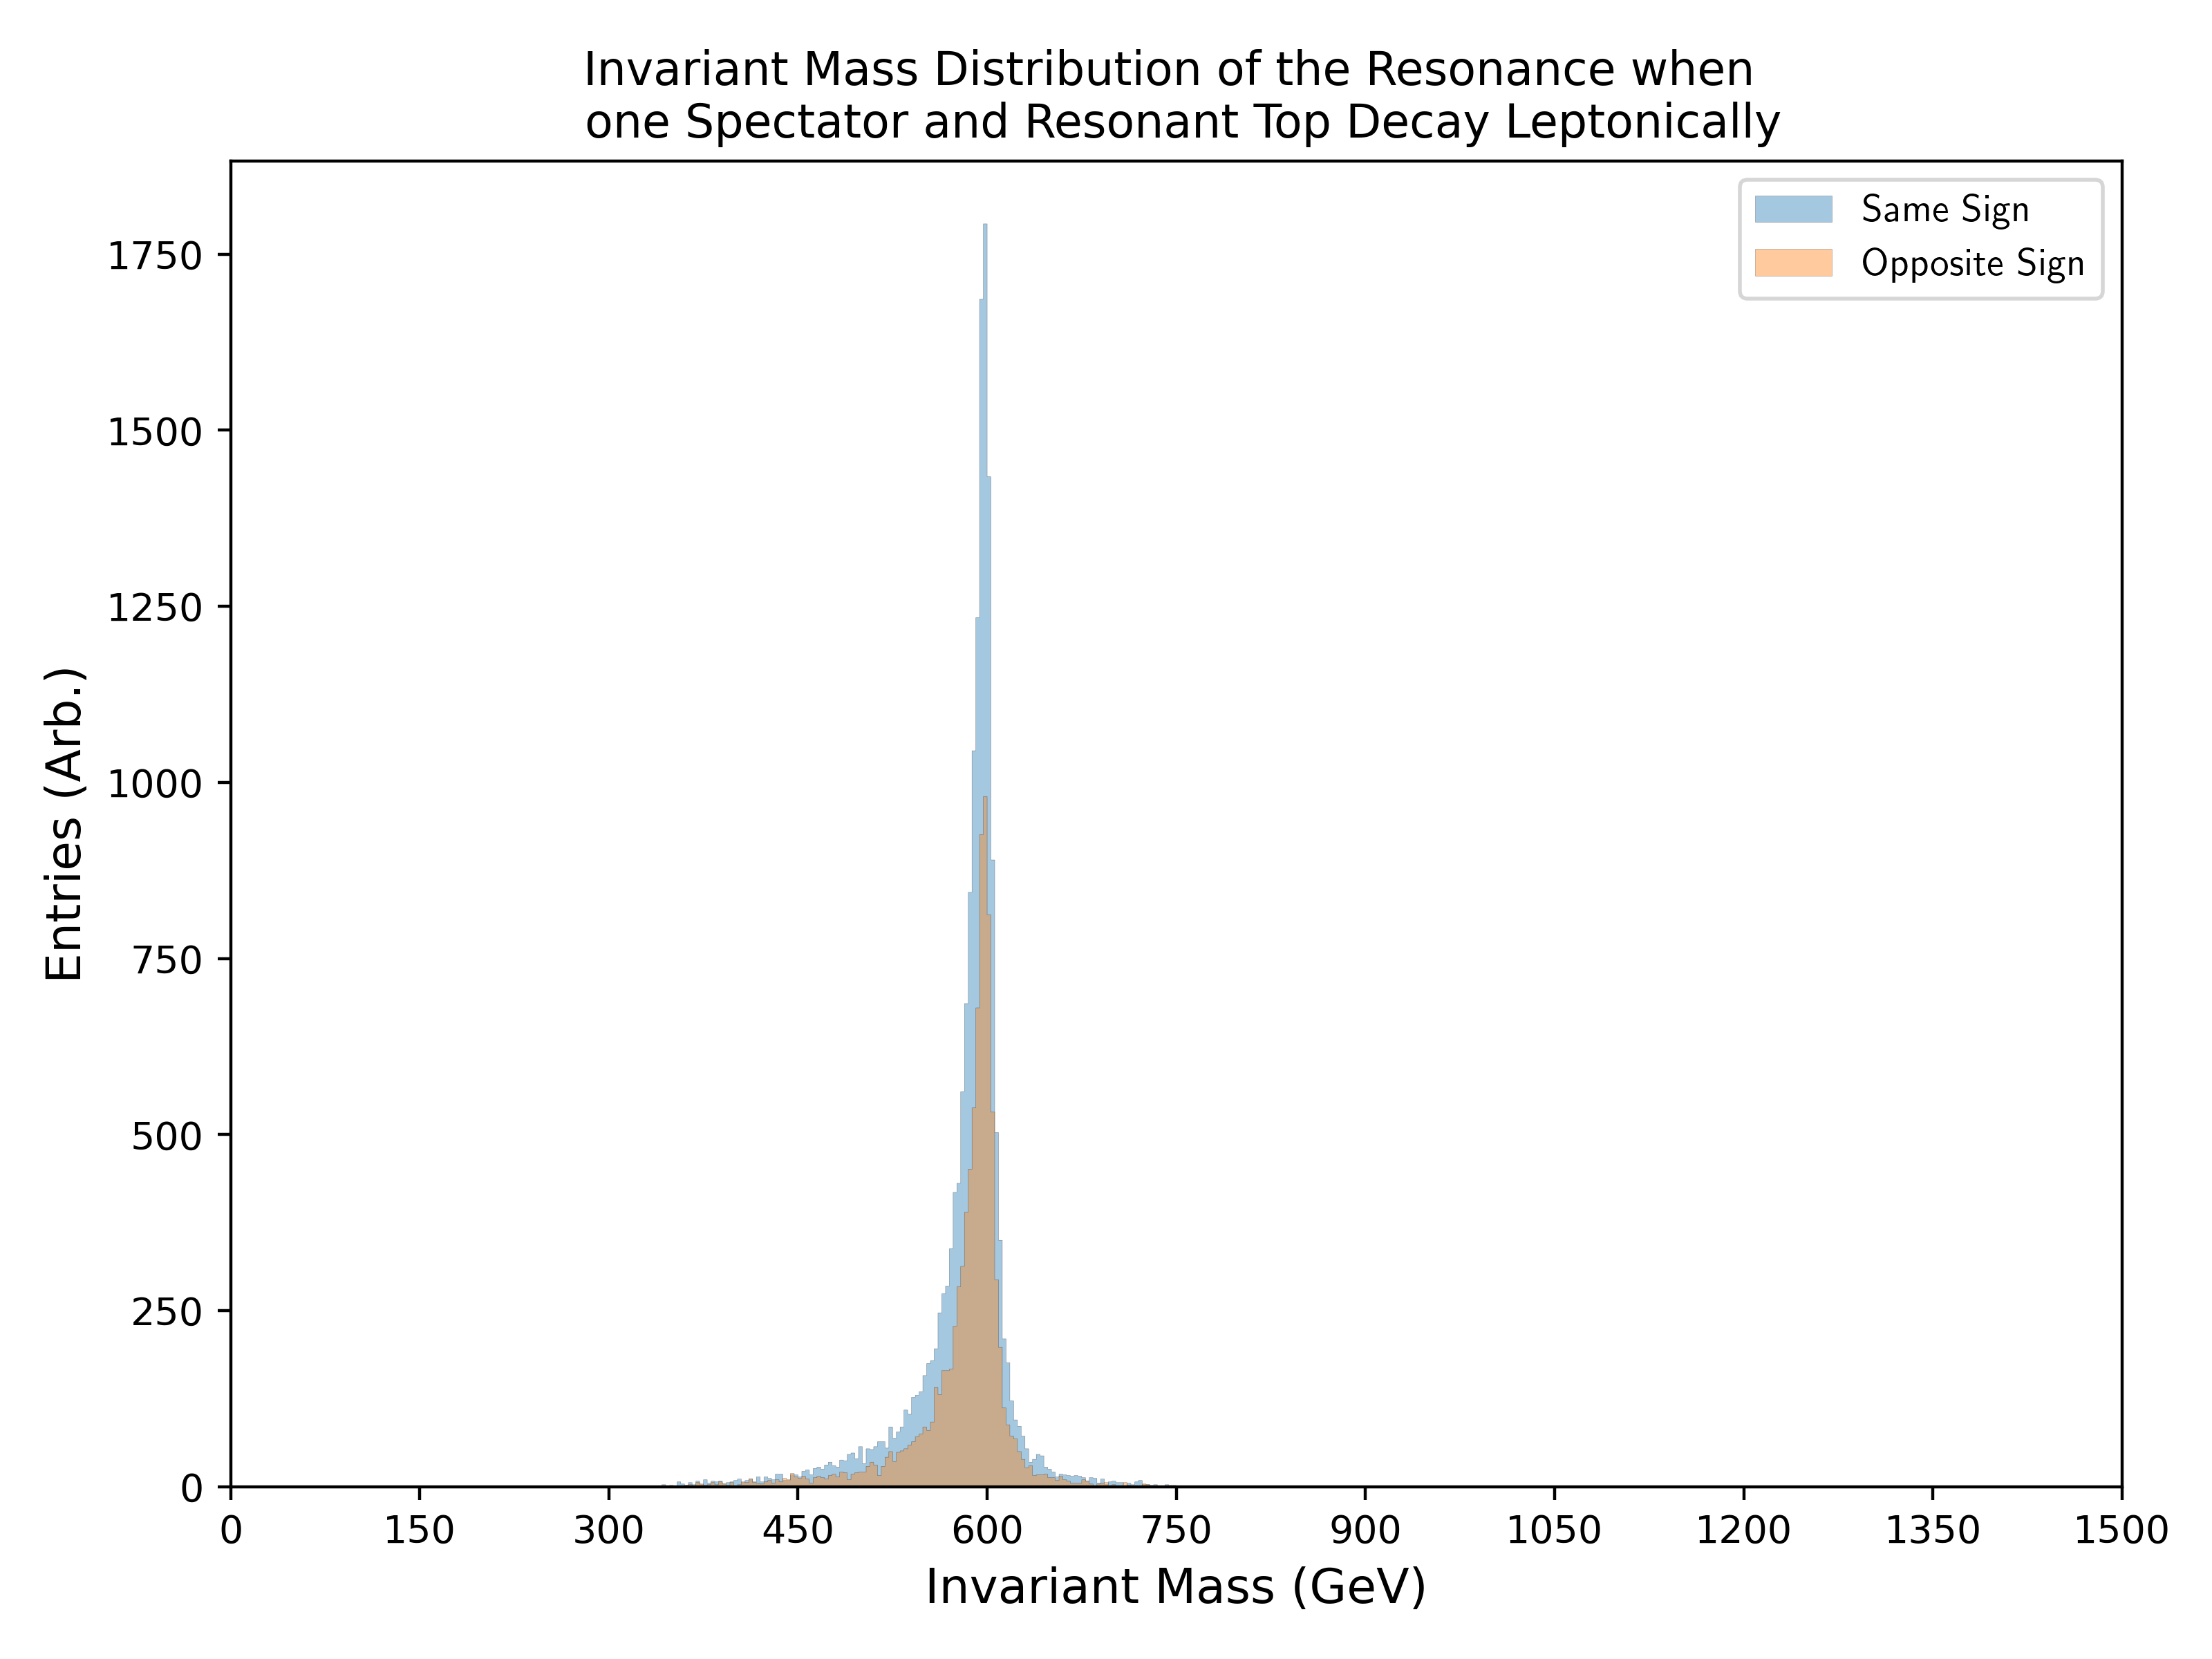 Invariant Mass Distribution of the Resonance when
one Spectator and Resonant Top Decay Leptonically
Same Sign
Opposite Sign
Entries (Arb.)
1750
1500
1250
1000
750
500
250
0
0 150 300 450 600 750 900 1050 1200 1350 1500
Invariant Mass (GeV)